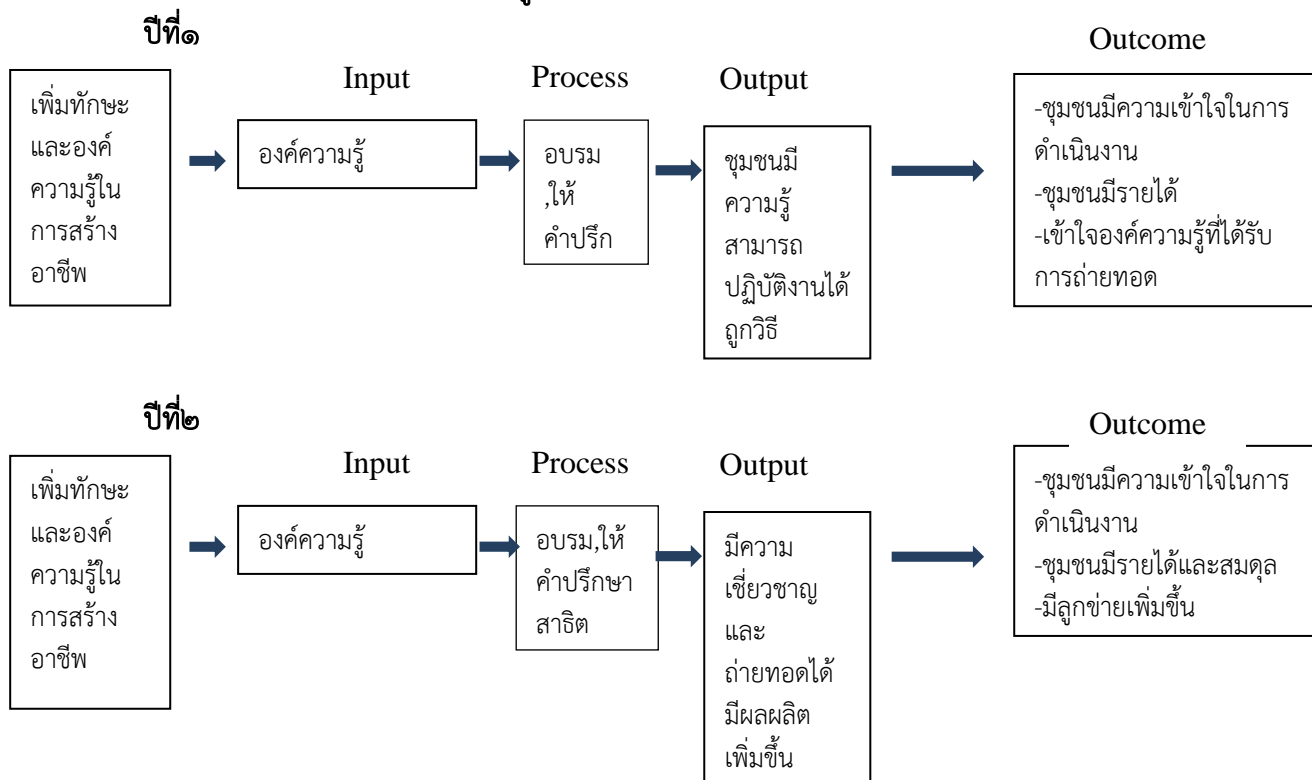 ปีที่๑
Input
Process
Output
Outcome
เพิ่มทักษะ
และองค์
ความรู้ใน
การสร้าง
อาชีพ
องค์ความรู้
อบรม
,ให้
คำปรึก
ชุมชนมี
ความรู้
สามารถ
ปฏิบัติงานได้
ถูกวิธี
-ชุมชนมีความเข้าใจในการ
ดำเนินงาน
-ชุมชนมีรายได้
-เข้าใจองค์ความรู้ที่ได้รับ
การถ่ายทอด
ปีที่๒
Input
Process
Output
Outcome
เพิ่มทักษะ
และองค์
ความรู้ใน
การสร้าง
อาชีพ
องค์ความรู้
อบรม,ให้
คำปรึกษา
สาธิต
มีความ
เชี่ยวชาญ
และ
ถ่ายทอดได้
มีผลผลิต
เพิ่มขึ้น
-ชุมชนมีความเข้าใจในการ
ดำเนินงาน
-ชุมชนมีรายได้และสมดุล
-มีลูกข่ายเพิ่มขึ้น